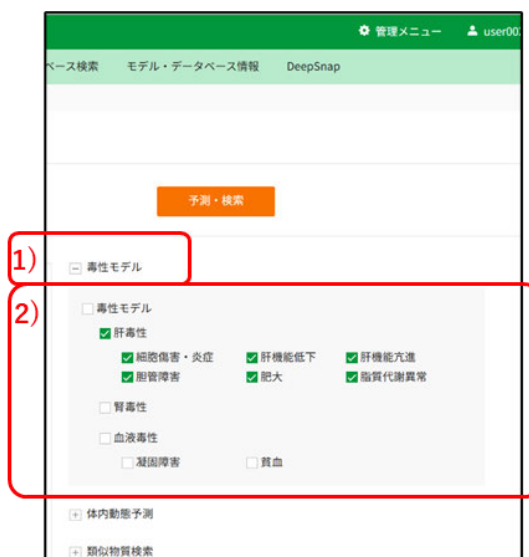 管理メニュー user002
ベース検索 モデル・データベース情報 DeepSnap
予測・検索
1)
毒性モデル
2)
毒性モデル
肝毒性
細胞傷害・炎症 肝機能低下 肝機能亢進
胆管障害 肥大 脂質代謝異常
腎毒性
血液毒性
凝固障害 貧血
体内動態予測
類似物質検索